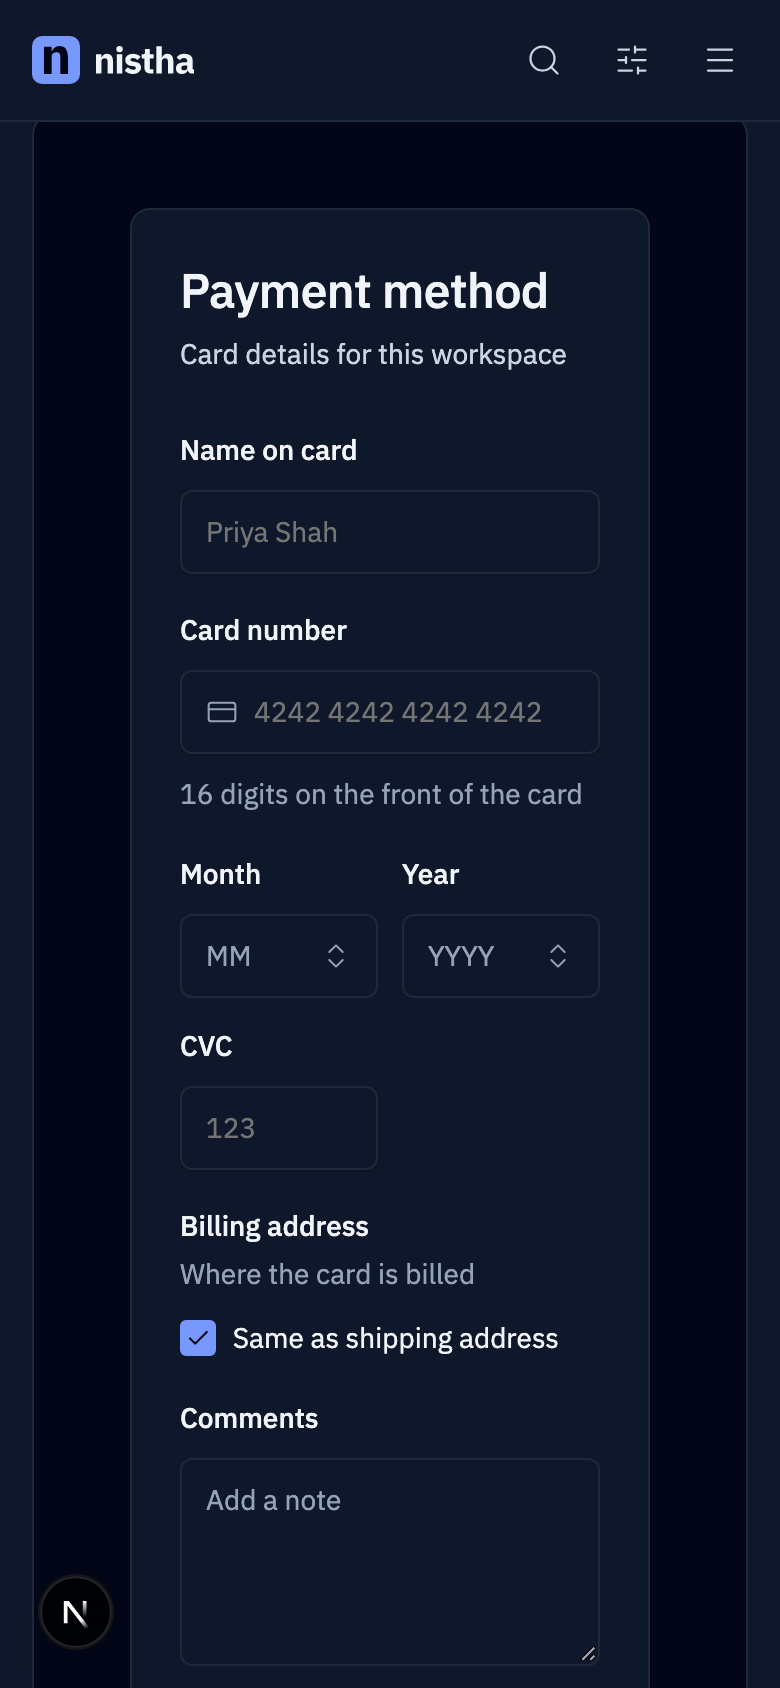 n nistha
Payment method
Card details for this workspace
Name on card
Priya Shah
Card number
4242 4242 4242 4242
16 digits on the front of the card
Month Year
MM YYYY
CVC
123
Billing address
Where the card is billed
Same as shipping address
Comments
Add a note
N